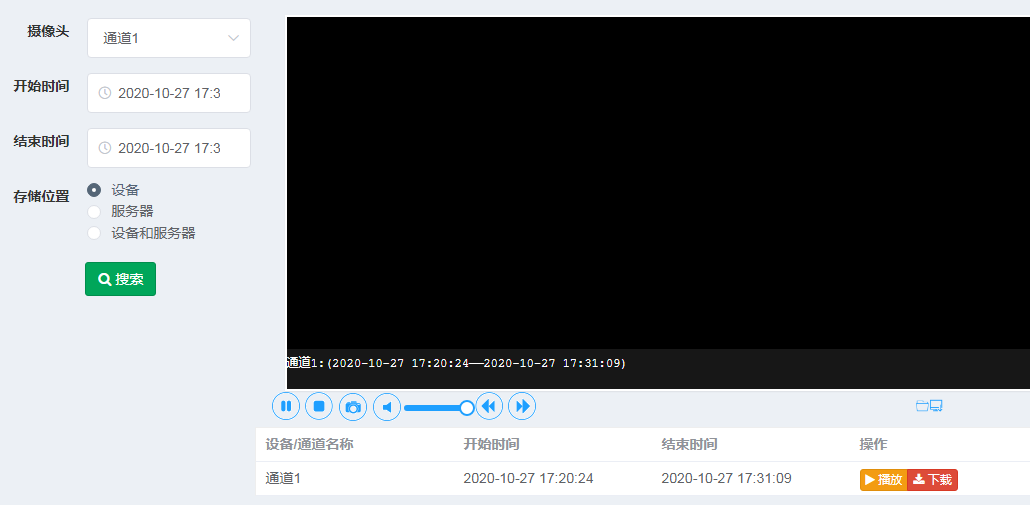 摄像头
通道1
开始时间
2020-10-27 17:3
结束时间
2020-10-27 17:3
存储位置
设备
服务器
设备和服务器
搜索
通道1:(2020-10-27 17:20:24——2020-10-27 17:31:09)
设备/通道名称 开始时间 结束时间 操作
通道1 2020-10-27 17:20:24 2020-10-27 17:31:09 播放 下载